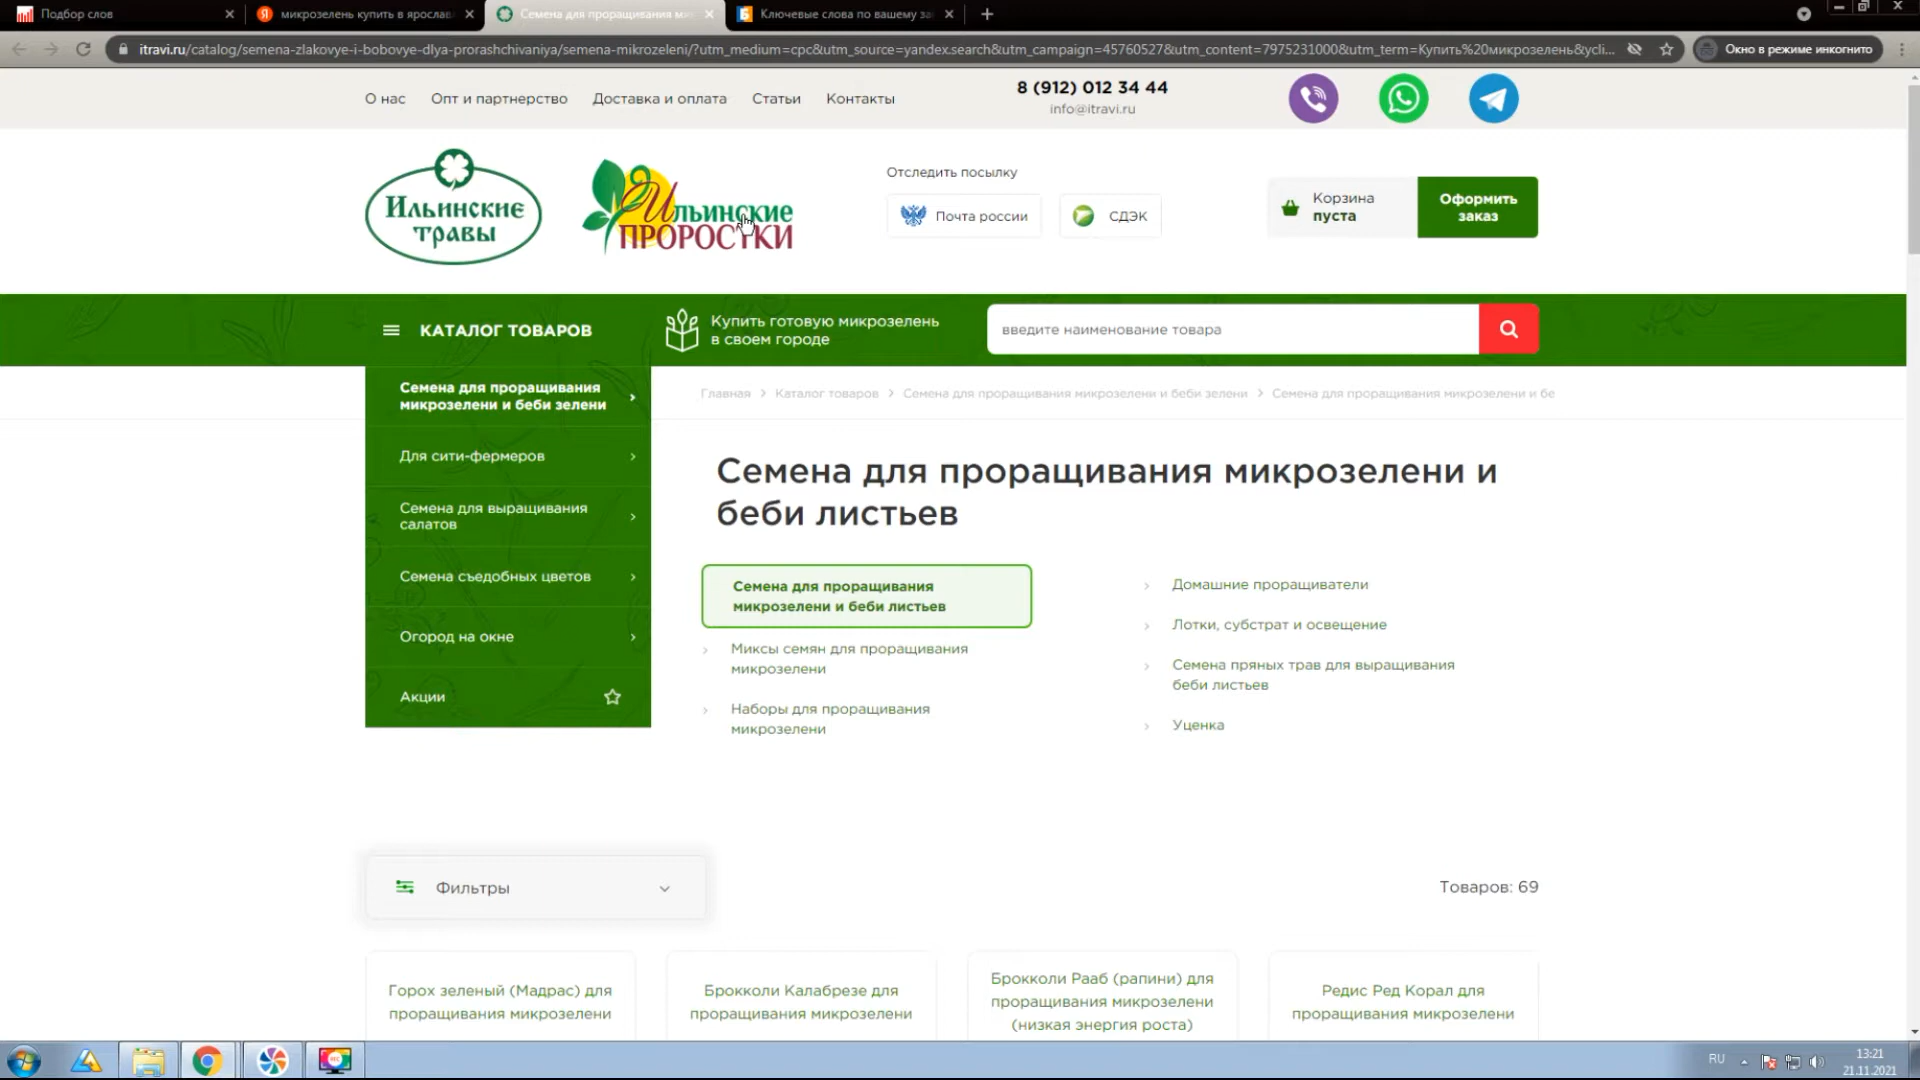 Подбор слов
микрозелень купить в ярослав
Семена для проращивания ми
Ключевые слова по вашему за
itravi.ru/catalog/semena-zlakovye-i-bobovye-dlya-prorashchivaniya/semena-mikrozeleni/?utm_medium=cpc&utm_source=yandex.search&utm_campaign=45760527&utm_content=7975231000&utm_term=Купить%20микрозелень&ycli...
Окно в режиме инкогнито
О нас
Опт и партнерство
Доставка и оплата
Статьи
Контакты
8 (912) 012 34 44
info@itravi.ru
Ильинские
травы
Ильинские
ПРОРОСТКИ
Отследить посылку
Почта россии
СДЭК
Корзина
пуста
Оформить
заказ
КАТАЛОГ ТОВАРОВ
Купить готовую микрозелень
в своем городе
введите наименование товара
Семена для проращивания
микрозелени и беби зелени
Для сити-фермеров
Семена для выращивания
салатов
Семена съедобных цветов
Огород на окне
Акции
Главная > Каталог товаров > Семена для проращивания микрозелени и беби зелени > Семена для проращивания микрозелени и бе
Семена для проращивания микрозелени и
беби листьев
Семена для проращивания
микрозелени и беби листьев
Миксы семян для проращивания
микрозелени
Наборы для проращивания
микрозелени
Домашние проращиватели
Лотки, субстрат и освещение
Семена пряных трав для выращивания
беби листьев
Уценка
Фильтры
Товаров: 69
Горох зеленый (Мадрас) для
проращивания микрозелени
Брокколи Калабрезе для
проращивания микрозелени
Брокколи Рааб (рапини) для
проращивания микрозелени
(низкая энергия роста)
Редис Ред Корал для
проращивания микрозелени
RU
13:21
21.11.2021